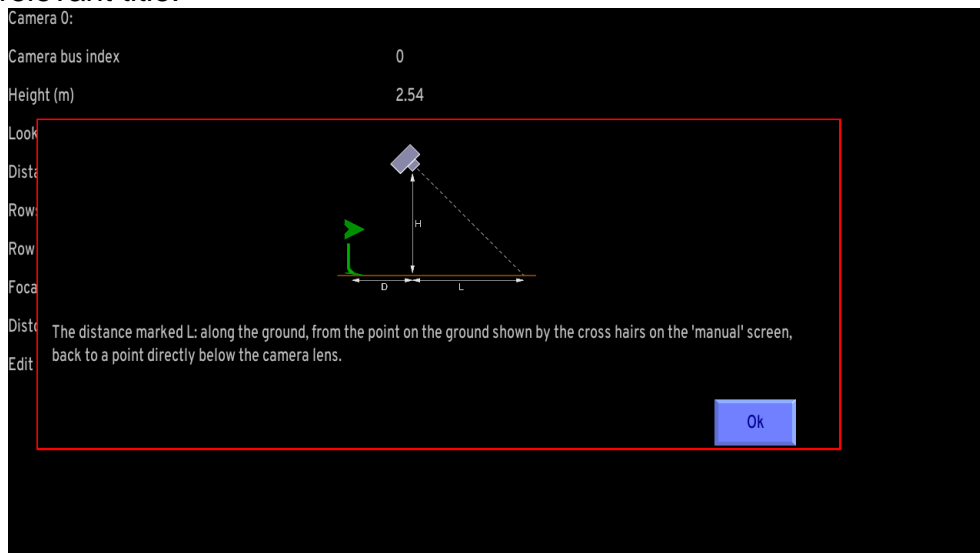 relevant title.
Camera 0:
Camera bus index 0
Height (m) 2.54
Look
Dista
Rows
Row
Foca
Disto
Edit
H
D L
The distance marked L: along the ground, from the point on the ground shown by the cross hairs on the 'manual' screen,
back to a point directly below the camera lens.
Ok